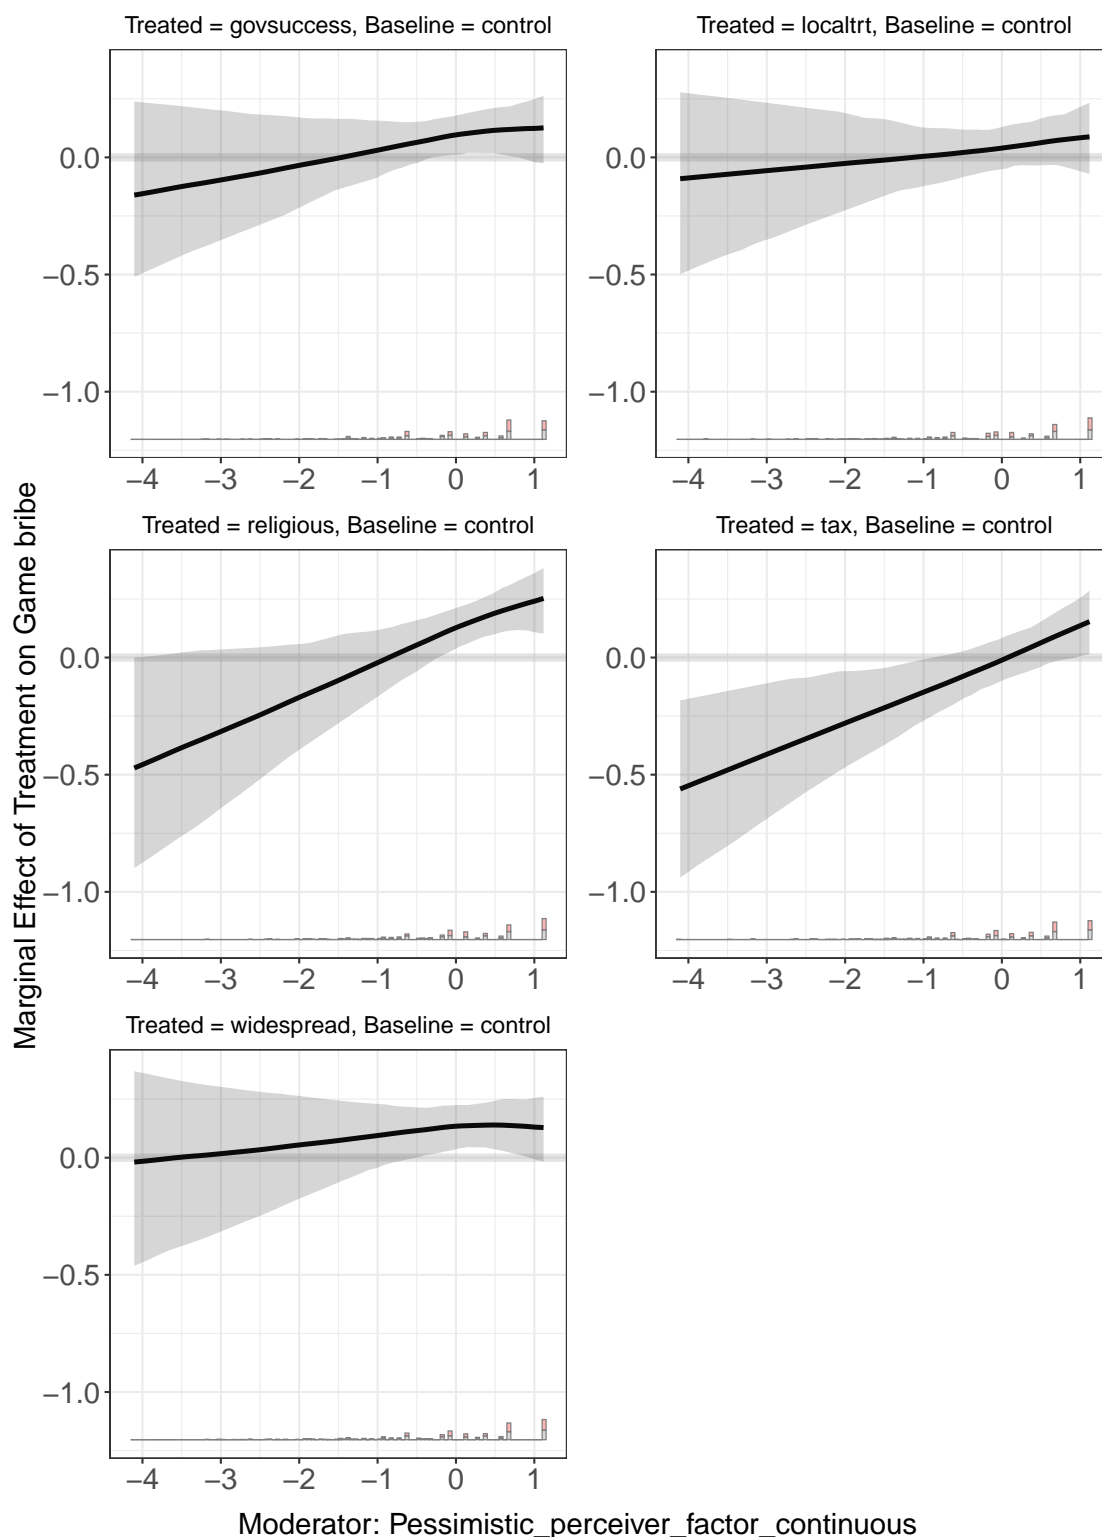 Treated = govsuccess, Baseline = control
Treated = localtrt, Baseline = control
0.0
−0.5
−1.0
−4 −3 −2 −1 0 1
0.0
−0.5
−1.0
−4 −3 −2 −1 0 1
Treated = religious, Baseline = control
Treated = tax, Baseline = control
0.0
−0.5
−1.0
−4 −3 −2 −1 0 1
0.0
−0.5
−1.0
−4 −3 −2 −1 0 1
Marginal Effect of Treatment on Game bribe
Treated = widespread, Baseline = control
0.0
−0.5
−1.0
−4 −3 −2 −1 0 1
Moderator: Pessimistic_perceiver_factor_continuous